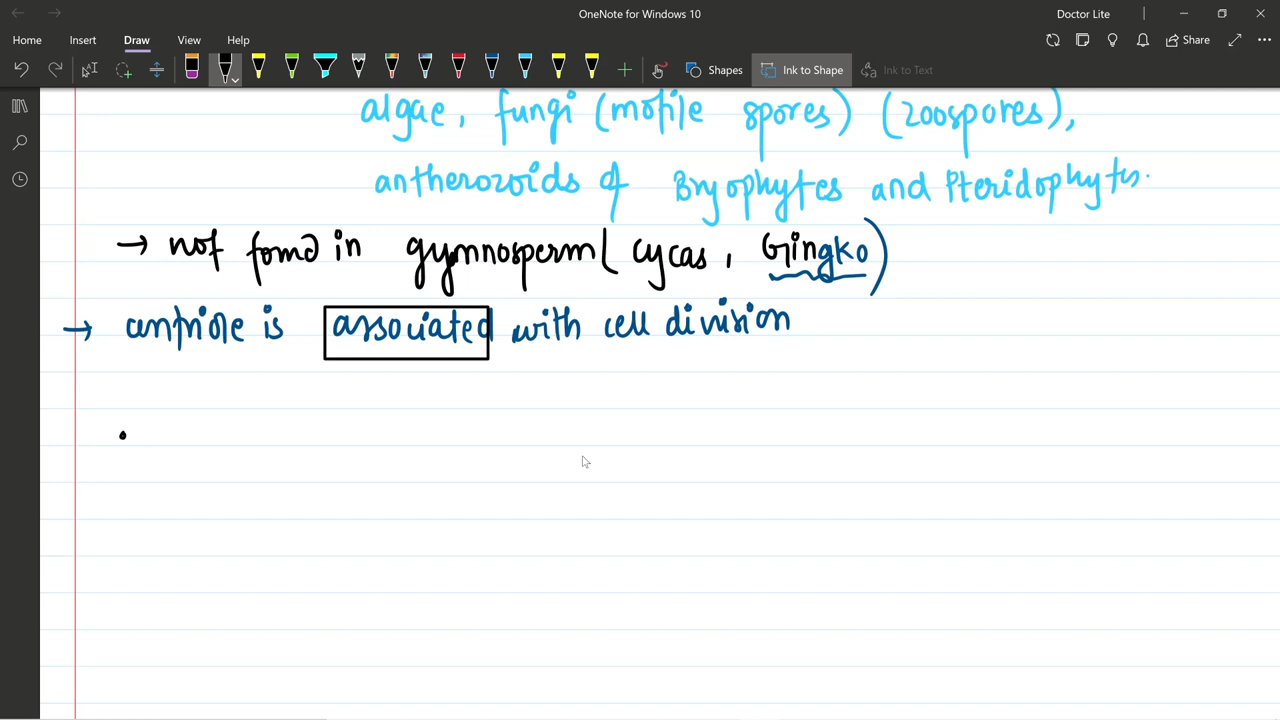 OneNote for Windows 10
Doctor Lite
Home Insert Draw View Help
Share
Shapes Ink to Shape Ink to Text
algae, fungi (motile spores) (zoospores),
antherozoids of Bryophytes and Pteridophytes.
→ not found in gymnosperm (cycas, Gingko)
→ centriole is associated with cell division